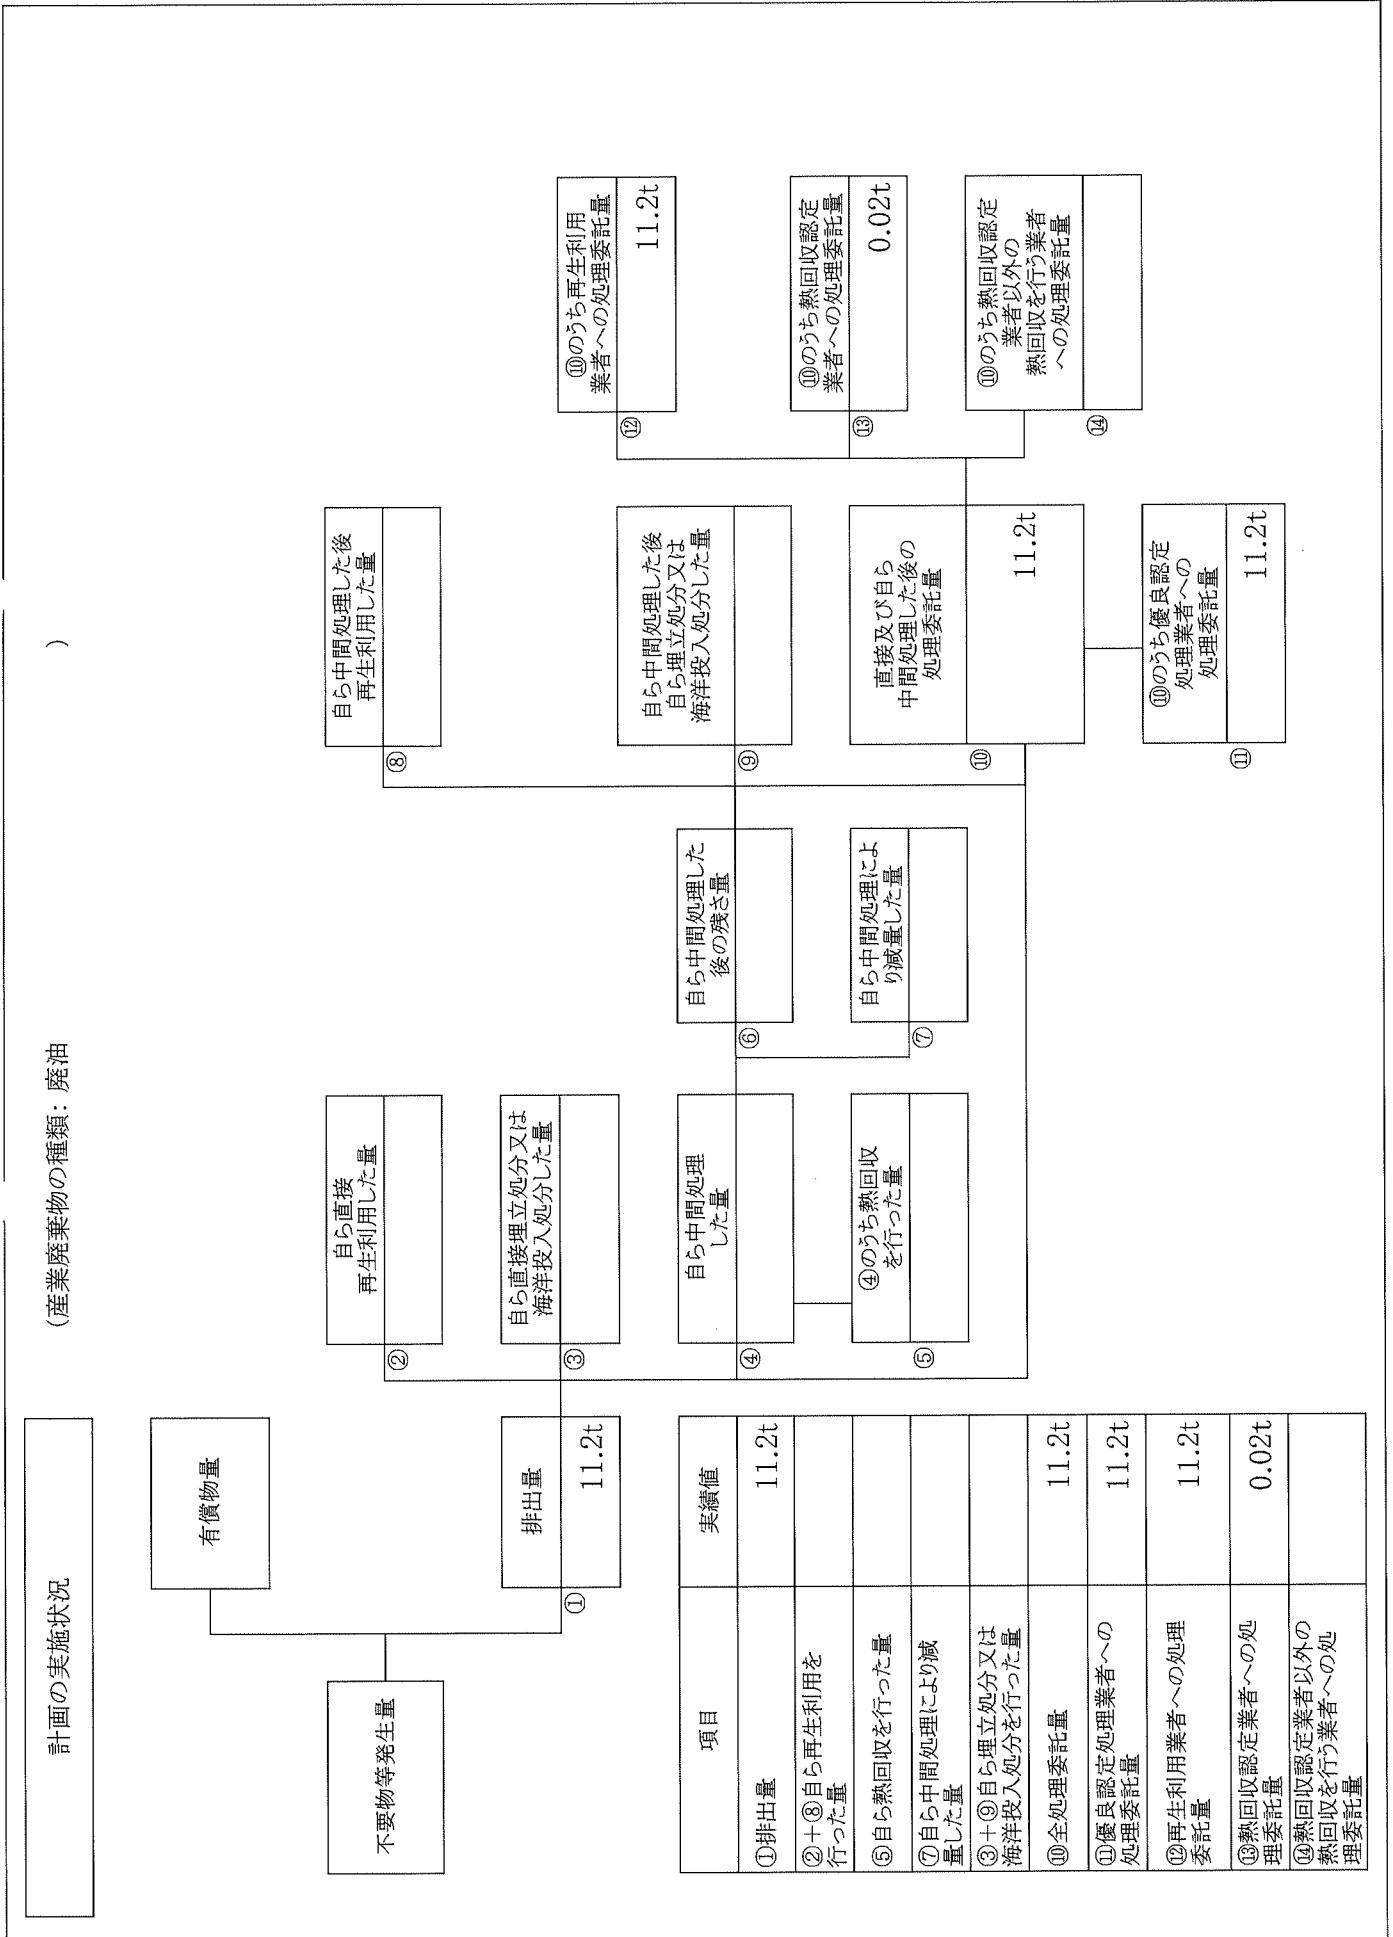 計画の実施状況
(産業廃棄物の種類：廃油
)
不要物等発生量
有償物量
排出量
①
11.2t
自ら直接
再生利用した量
②
自ら直接埋立処分又は
海洋投入処分した量
③
自ら中間処理
した量
④
④のうち熱回収
を行った量
⑤
自ら中間処理した
後の残さ量
⑥
自ら中間処理によ
り減量した量
⑦
自ら中間処理した後
再生利用した量
⑧
自ら中間処理した後
自ら埋立処分又は
海洋投入処分した量
⑨
直接及び自ら
中間処理した後の
処理委託量
⑩
11.2t
⑩のうち優良認定
処理業者への
処理委託量
⑪
11.2t
⑩のうち再生利用
業者への処理委託量
⑫
11.2t
⑩のうち熱回収認定
業者への処理委託量
⑬
0.02t
⑩のうち熱回収認定
業者以外の
熱回収を行う業者
への処理委託量
⑭
項目 実績値
①排出量 11.2t
②＋⑧自ら再生利用を
行った量
⑤自ら熱回収を行った量
⑦自ら中間処理により減
量した量
③＋⑨自ら埋立処分又は
海洋投入処分を行った量
⑩全処理委託量 11.2t
⑪優良認定処理業者への
処理委託量 11.2t
⑫再生利用業者への処理
委託量 11.2t
⑬熱回収認定業者への処
理委託量 0.02t
⑭熱回収認定業者以外の
熱回収を行う業者への処
理委託量